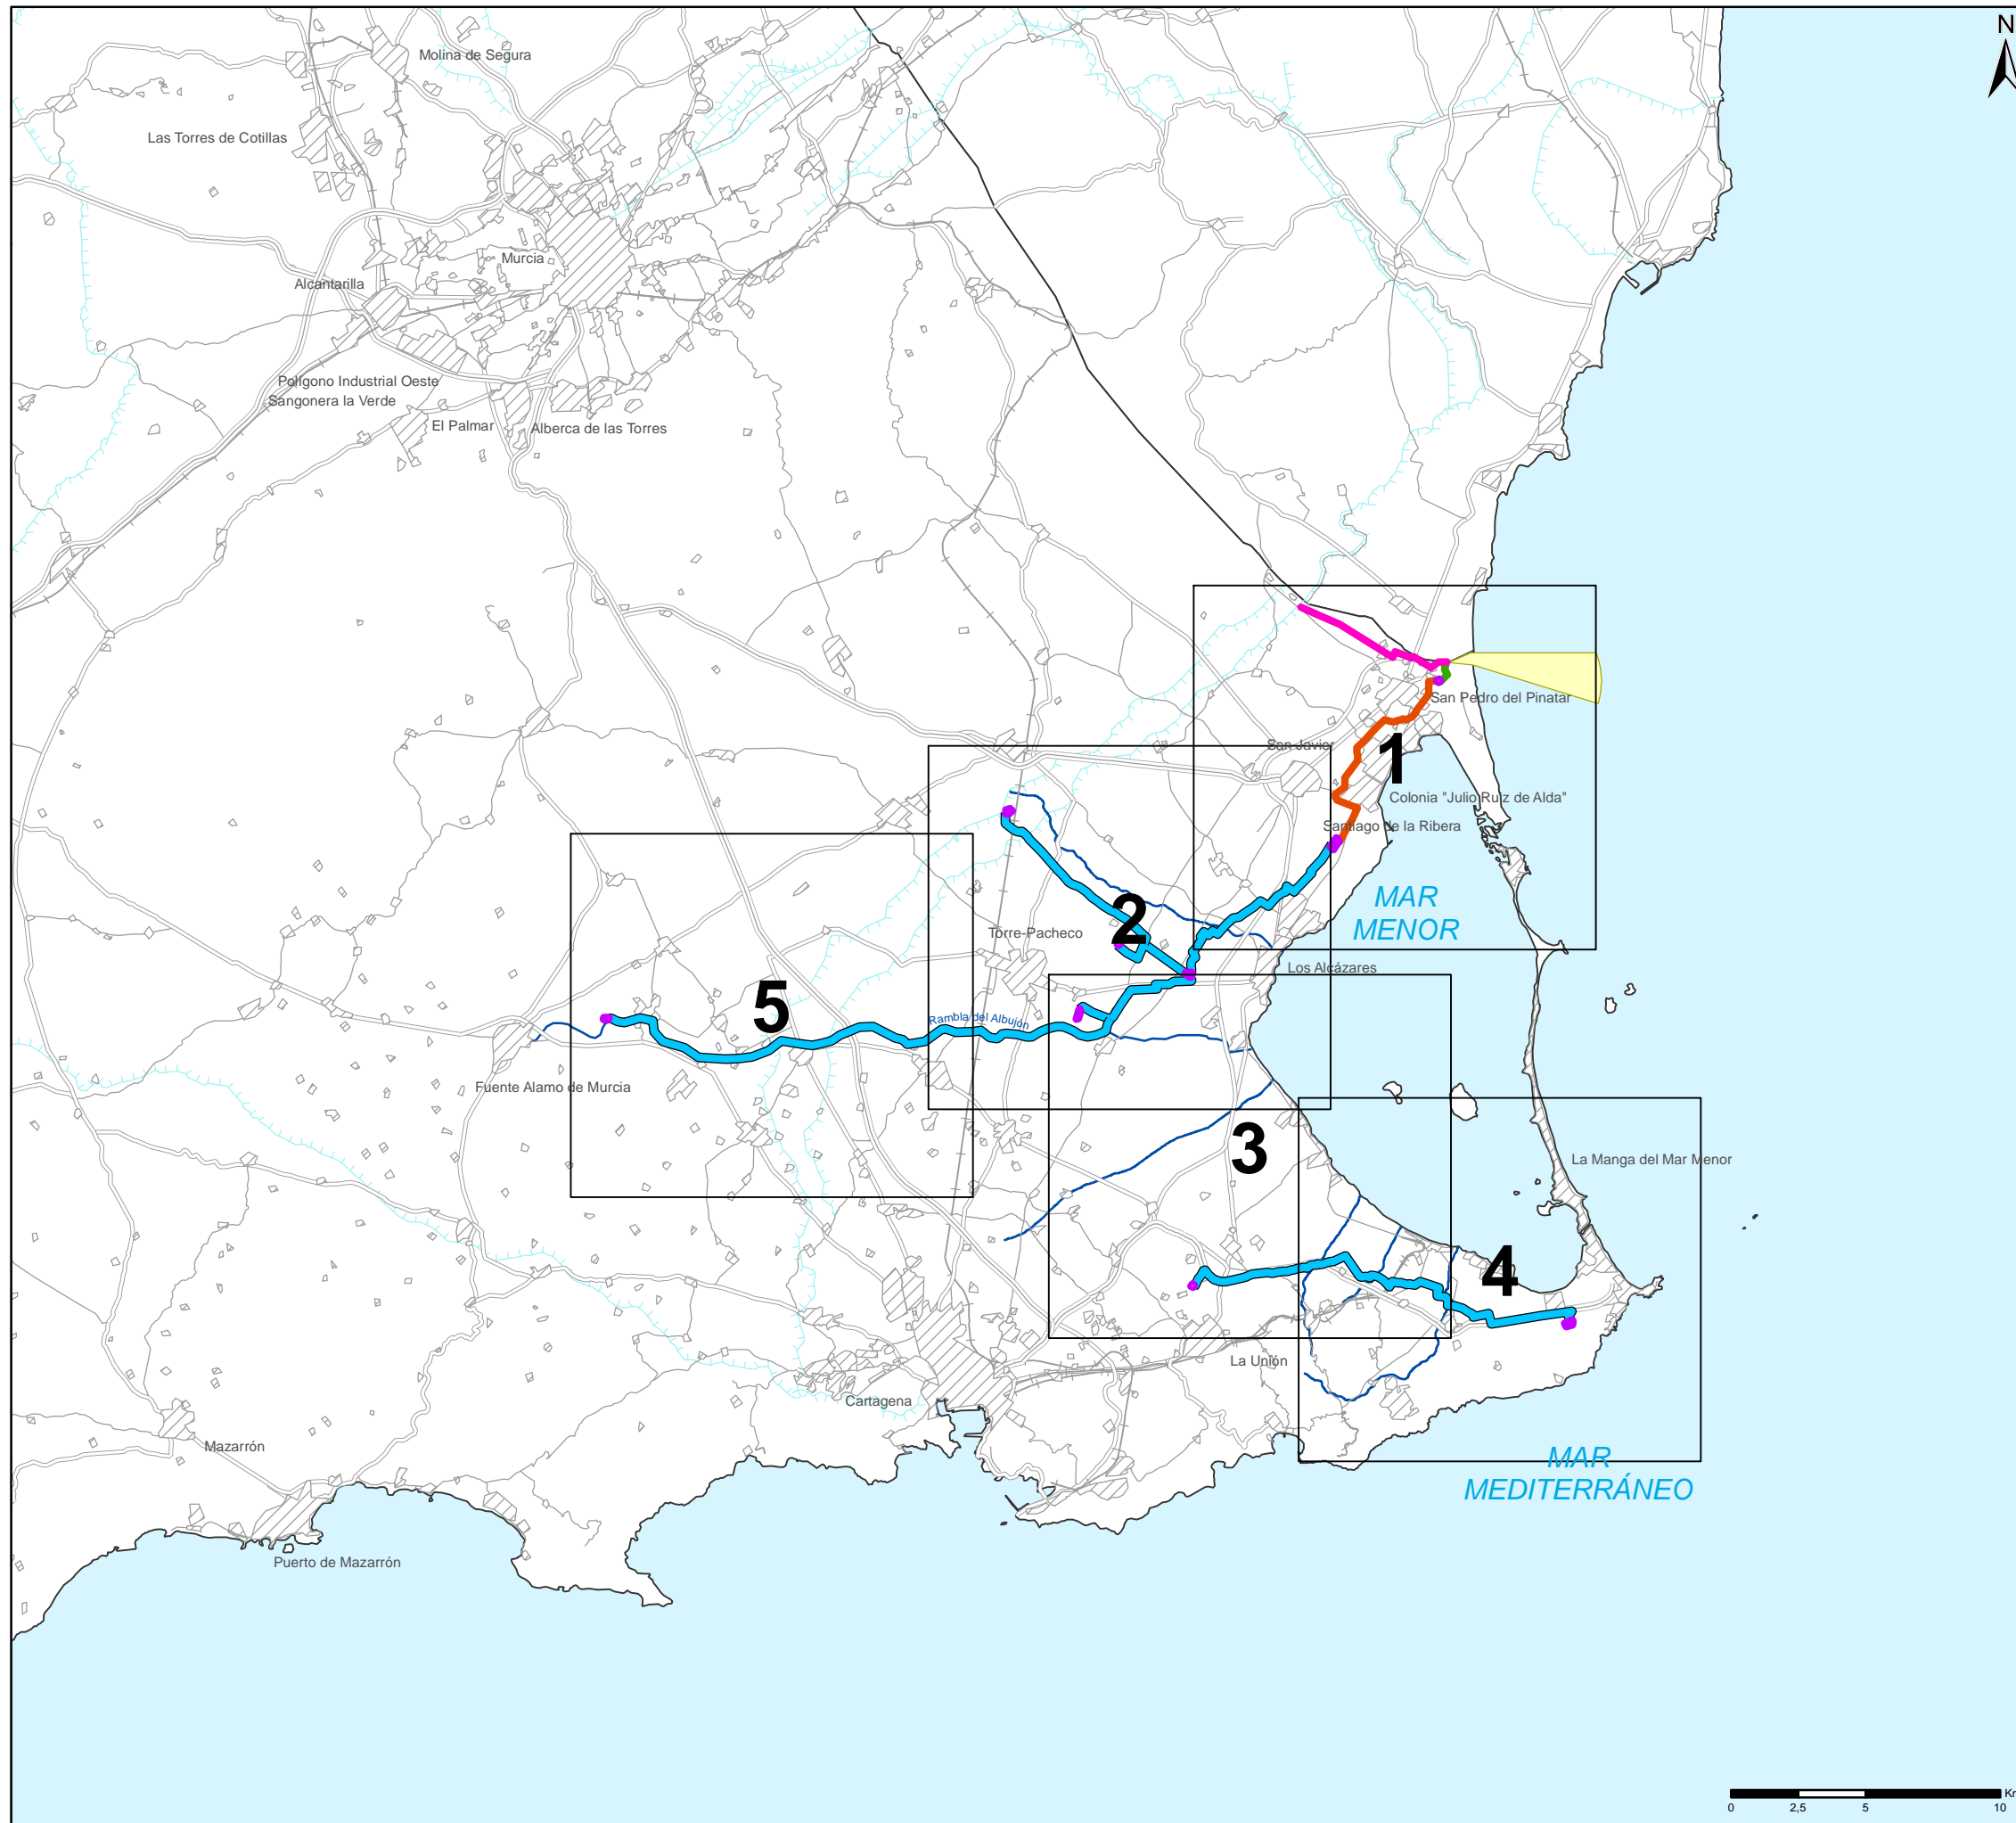 N
Molina de Segura
Las Torres de Cotillas
Murcia
Alcantarilla
Polígono Industrial Oeste
Sangonera la Verde
El Palmar
Alberca de las Torres
San Pedro del Pinatar
San Javier
1
Colonia "Julio Ruiz de Alda"
Santiago de la Ribera
MAR
MENOR
2
Torre-Pacheco
Los Alcázares
5
Rambla del Albujón
Fuente Alamo de Murcia
3
La Manga del Mar Menor
4
La Unión
Cartagena
Mazarrón
MAR
MEDITERRÁNEO
Puerto de Mazarrón
0 2,5 5 10